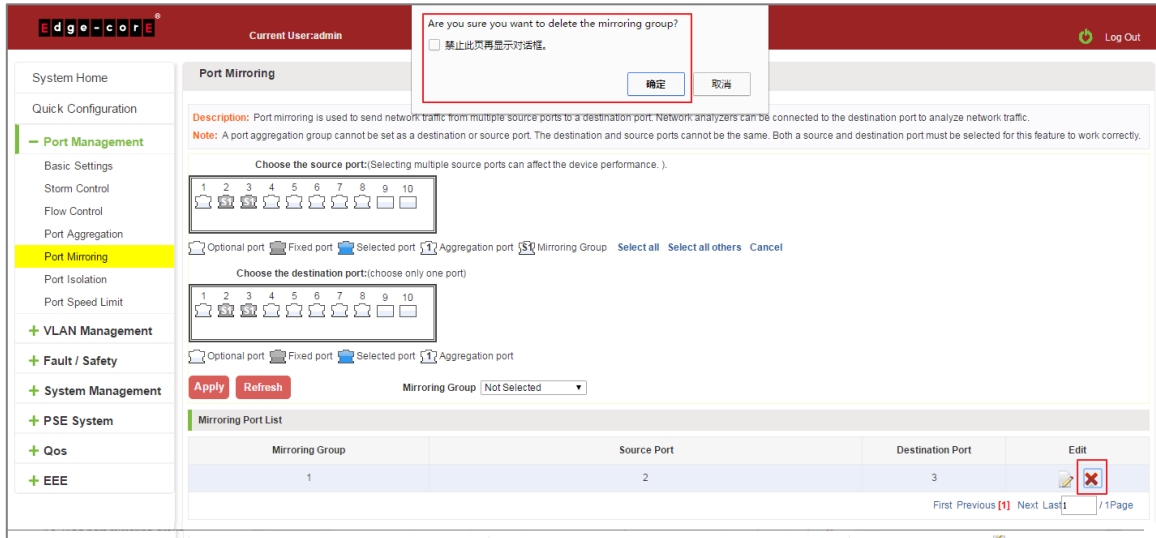 Edge-corE®
Current User:admin
Are you sure you want to delete the mirroring group?
禁止此页再显示对话框。
确定
取消
Log Out
System Home
Quick Configuration
Port Management
Basic Settings
Storm Control
Flow Control
Port Aggregation
Port Mirroring
Port Isolation
Port Speed Limit
VLAN Management
Fault / Safety
System Management
PSE System
Qos
EEE
Port Mirroring
Description: Port mirroring is used to send network traffic from multiple source ports to a destination port. Network analyzers can be connected to the destination port to analyze network traffic.
Note: A port aggregation group cannot be set as a destination or source port. The destination and source ports cannot be the same. Both a source and destination port must be selected for this feature to work correctly.
Choose the source port:(Selecting multiple source ports can affect the device performance. ).
1 2 3 4 5 6 7 8 9 10
S1 S1
Optional port Fixed port Selected port 1 Aggregation port S1 Mirroring Group Select all Select all others Cancel
Choose the destination port:(choose only one port)
1 2 3 4 5 6 7 8 9 10
S1 S1
Optional port Fixed port Selected port 1 Aggregation port
Apply Refresh Mirroring Group Not Selected
Mirroring Port List
Mirroring Group Source Port Destination Port Edit
1 2 3
First Previous [1] Next Last 1 / 1Page